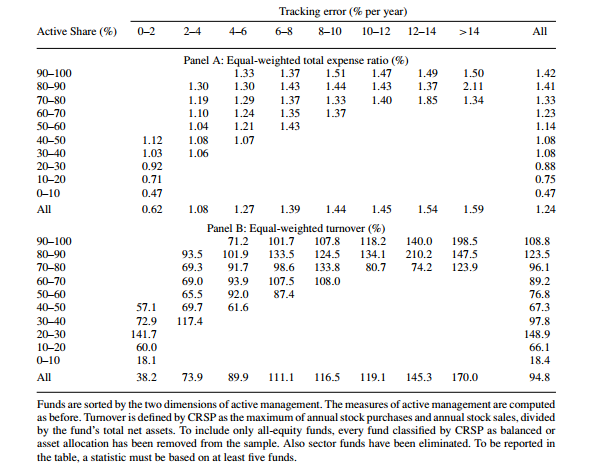 Tracking error (% per year)
Active Share (%) 0–2 2–4 4–6 6–8 8–10 10–12 12–14 >14 All
Panel A: Equal-weighted total expense ratio (%)
90–100 1.33 1.37 1.51 1.47 1.49 1.50 1.42
80–90 1.30 1.30 1.43 1.44 1.43 1.37 2.11 1.41
70–80 1.19 1.29 1.37 1.33 1.40 1.85 1.34 1.33
60–70 1.10 1.24 1.35 1.37 1.23
50–60 1.04 1.21 1.43 1.14
40–50 1.12 1.08 1.07 1.08
30–40 1.03 1.06 1.08
20–30 0.92 0.88
10–20 0.71 0.75
0–10 0.47 0.47
All 0.62 1.08 1.27 1.39 1.44 1.45 1.54 1.59 1.24
Panel B: Equal-weighted turnover (%)
90–100 71.2 101.7 107.8 118.2 140.0 198.5 108.8
80–90 93.5 101.9 133.5 124.5 134.1 210.2 147.5 123.5
70–80 69.3 91.7 98.6 133.8 80.7 74.2 123.9 96.1
60–70 69.0 93.9 107.5 108.0 89.2
50–60 65.5 92.0 87.4 76.8
40–50 57.1 69.7 61.6 67.3
30–40 72.9 117.4 97.8
20–30 141.7 148.9
10–20 60.0 66.1
0–10 18.1 18.4
All 38.2 73.9 89.9 111.1 116.5 119.1 145.3 170.0 94.8
Funds are sorted by the two dimensions of active management. The measures of active management are computed
as before. Turnover is defined by CRSP as the maximum of annual stock purchases and annual stock sales, divided
by the fund's total net assets. To include only all-equity funds, every fund classified by CRSP as balanced or
asset allocation has been removed from the sample. Also sector funds have been eliminated. To be reported in
the table, a statistic must be based on at least five funds.